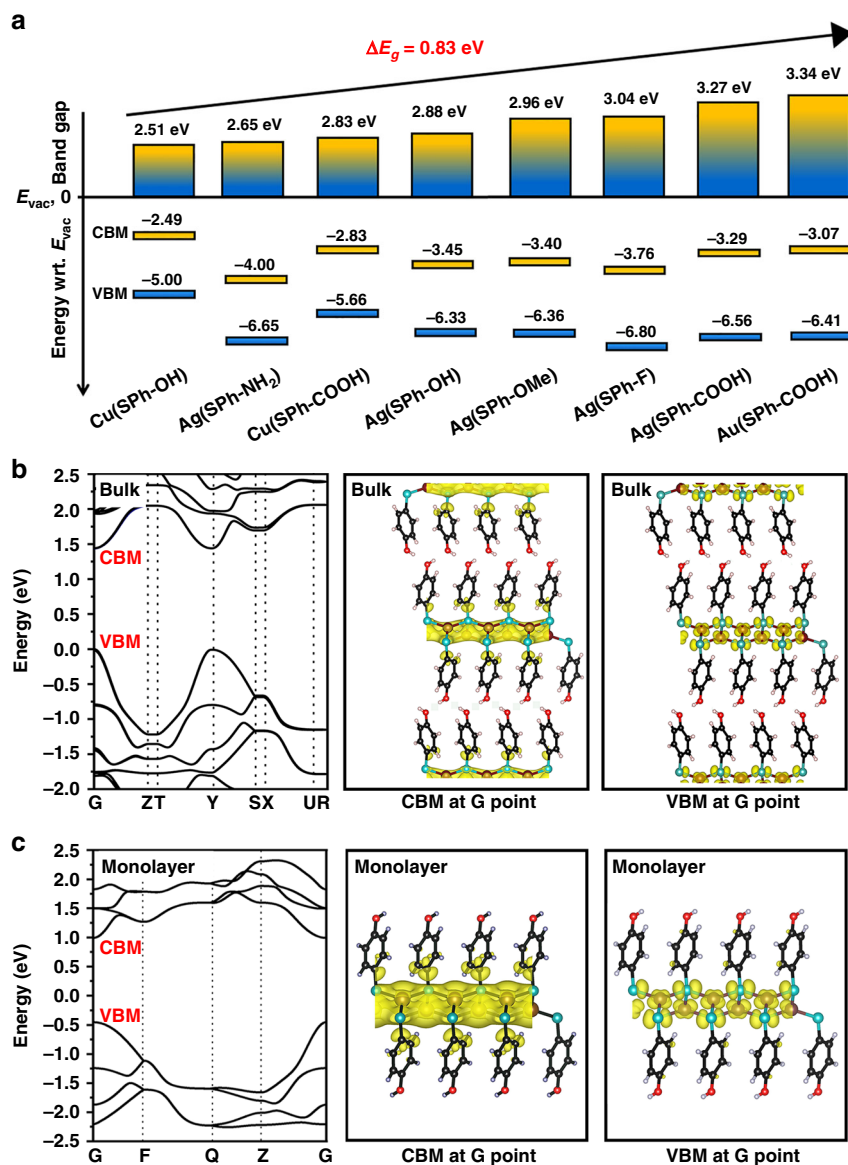 a
ΔEg = 0.83 eV
2.51 eV 2.65 eV 2.83 eV 2.88 eV 2.96 eV 3.04 eV 3.27 eV 3.34 eV
Band gap
Evac, 0
Energy wrt. Evac
CBM −2.49 −4.00 −2.83 −3.45 −3.40 −3.76 −3.29 −3.07
VBM −5.00 −6.65 −5.66 −6.33 −6.36 −6.80 −6.56 −6.41
Cu(SPh-OH) Ag(SPh-NH2) Cu(SPh-COOH) Ag(SPh-OH) Ag(SPh-OMe) Ag(SPh-F) Ag(SPh-COOH) Au(SPh-COOH)
b
Energy (eV)
2.5
2.0
1.5
1.0
0.5
0.0
−0.5
−1.0
−1.5
−2.0
Bulk
CBM
VBM
G Z T Y S X U R
Bulk
CBM at G point
Bulk
VBM at G point
c
Energy (eV)
2.5
2.0
1.5
1.0
0.5
0.0
−0.5
−1.0
−1.5
−2.0
−2.5
Monolayer
CBM
VBM
G F Q Z G
Monolayer
CBM at G point
Monolayer
VBM at G point